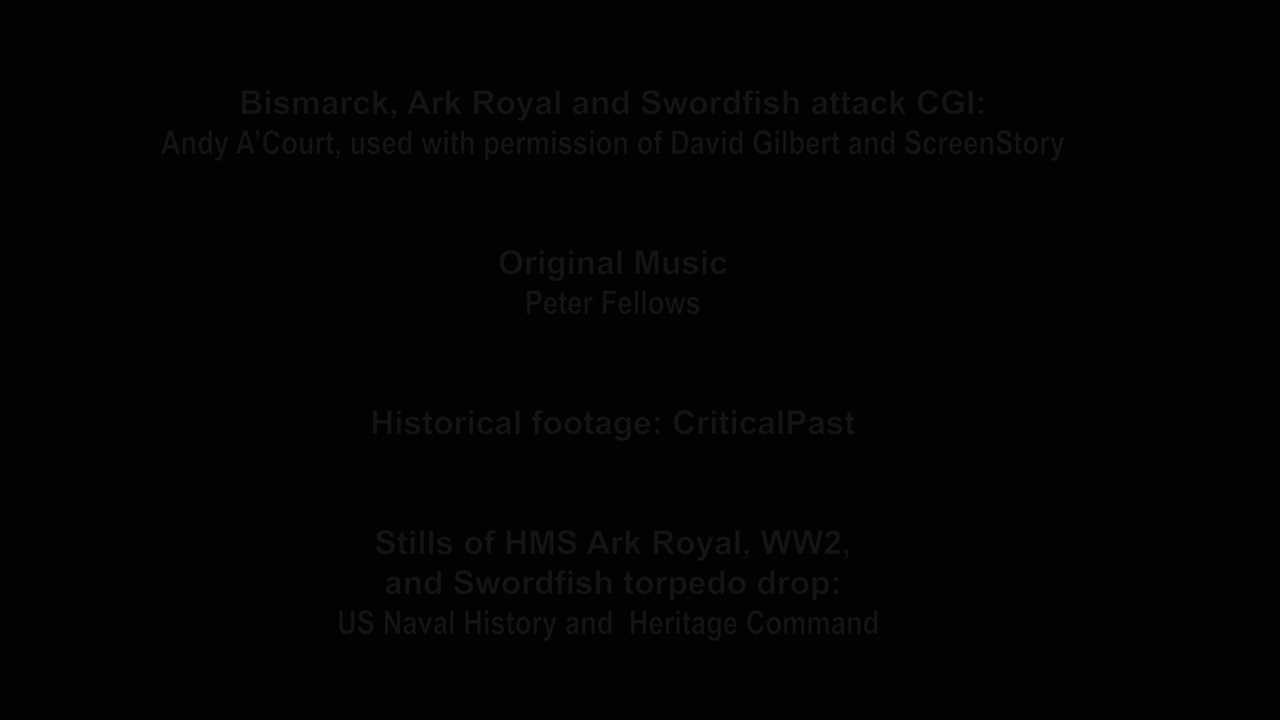 Bismarck, Ark Royal and Swordfish attack CGI:
Andy A’Court, used with permission of David Gilbert and ScreenStory
Original Music
Peter Fellows
Historical footage: CriticalPast
Stills of HMS Ark Royal, WW2,
and Swordfish torpedo drop:
US Naval History and  Heritage Command